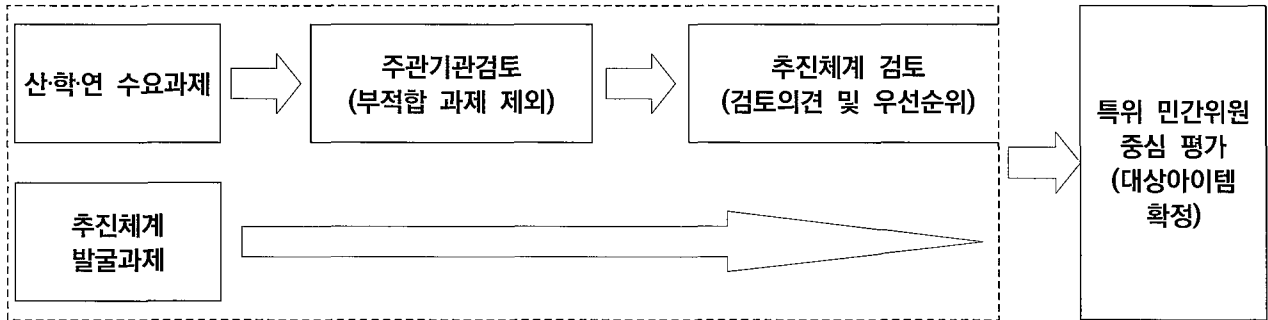 산·학·연 수요과제
주관기관검토
(부적합 과제 제외)
추진체계 검토
(검토의견 및 우선순위)
추진체계
발굴과제
특위 민간위원
중심 평가
(대상아이템
확정)